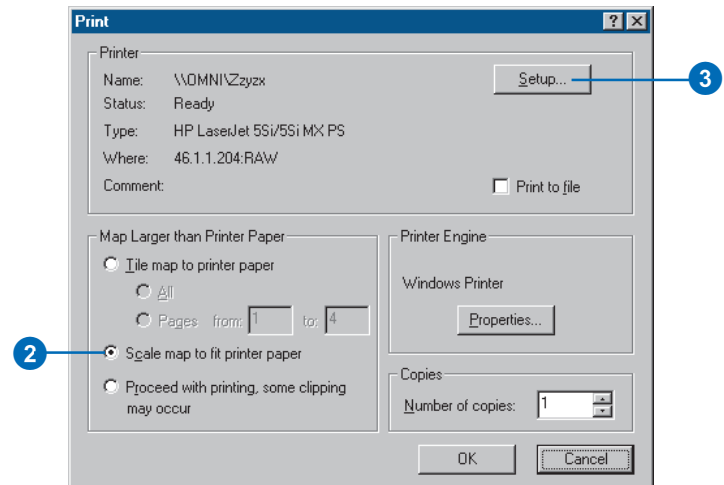 Print
Printer
Name: \\OMNI\Zzyzx
Setup...
3
Status: Ready
Type: HP LaserJet 5Si/5Si MX PS
Where: 46.1.1.204:RAW
Comment:
Print to file
Map Larger than Printer Paper
Tile map to printer paper
All
Pages from: 1 to: 4
2
Scale map to fit printer paper
Proceed with printing, some clipping
may occur
Printer Engine
Windows Printer
Properties...
Copies
Number of copies: 1
OK
Cancel